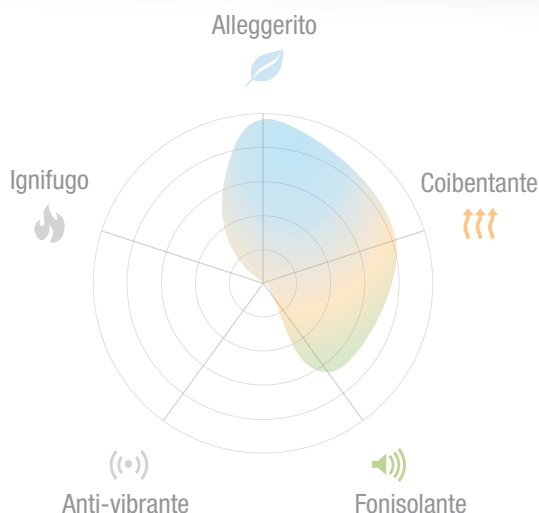 Alleggerito
Ignifugo
Coibentante
Anti-vibrante
Fonisolante